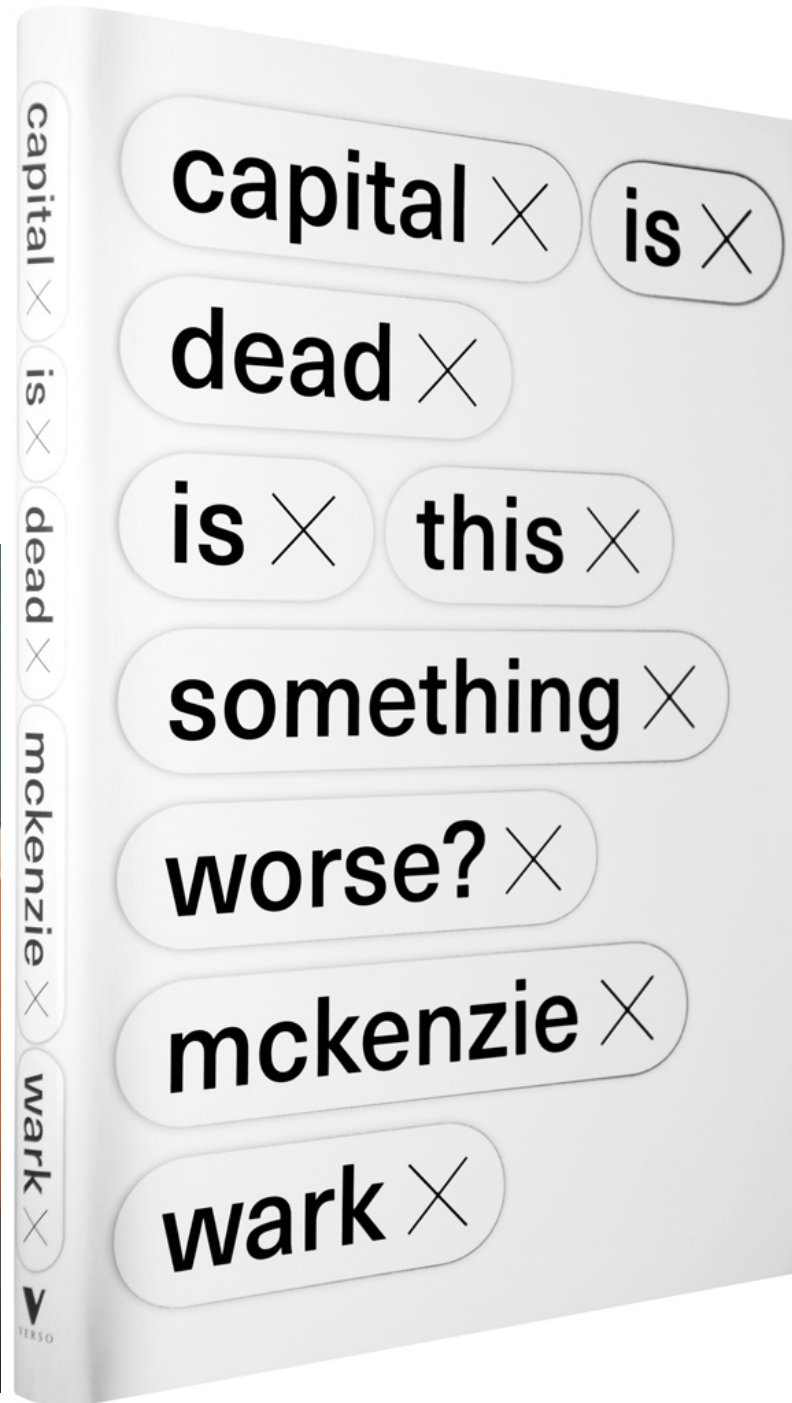 capital × is ×
dead ×
is × this ×
something ×
worse? ×
mckenzie ×
wark ×
capital × is × dead × mckenzie × wark ×
V
VERSO